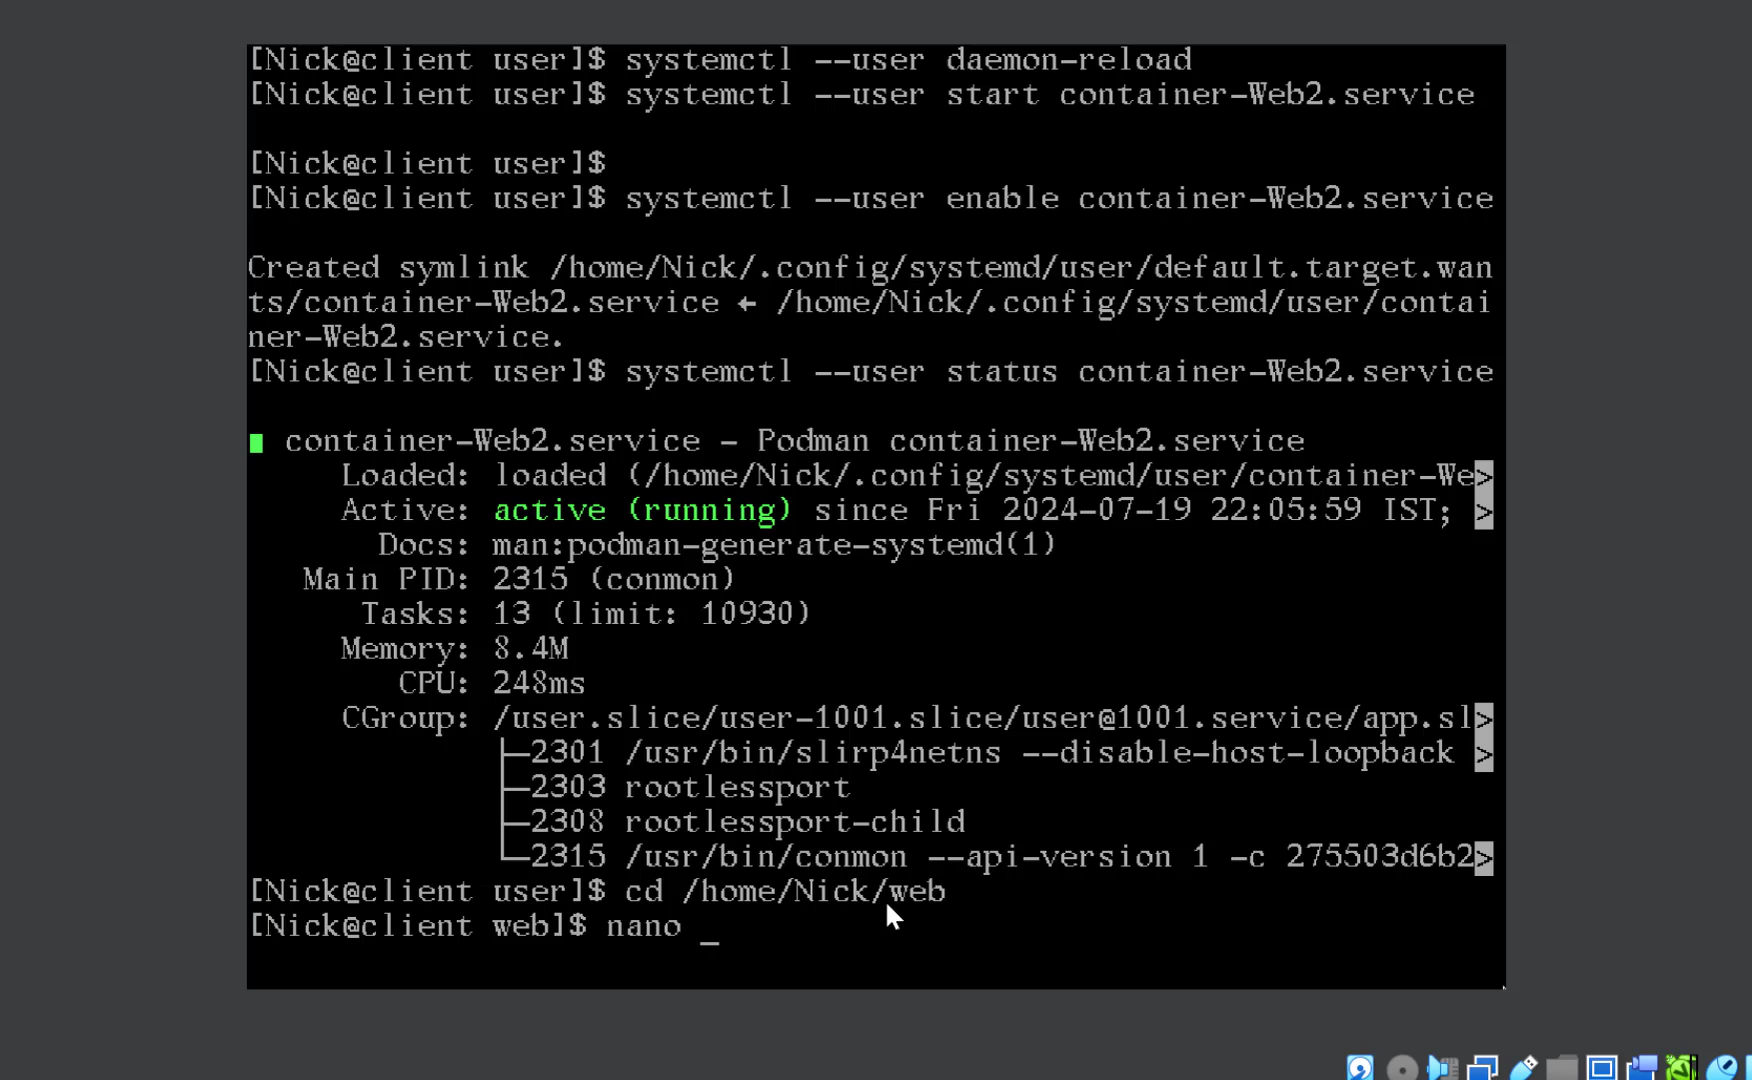 [Nick@client user]$ systemctl --user daemon-reload
[Nick@client user]$ systemctl --user start container-Web2.service
[Nick@client user]$
[Nick@client user]$ systemctl --user enable container-Web2.service
Created symlink /home/Nick/.config/systemd/user/default.target.wan
ts/container-Web2.service ← /home/Nick/.config/systemd/user/contai
ner-Web2.service.
[Nick@client user]$ systemctl --user status container-Web2.service
container-Web2.service - Podman container-Web2.service
Loaded: loaded (/home/Nick/.config/systemd/user/container-We>
Active: active (running) since Fri 2024-07-19 22:05:59 IST; >
Docs: man:podman-generate-systemd(1)
Main PID: 2315 (conmon)
Tasks: 13 (limit: 10930)
Memory: 8.4M
CPU: 248ms
CGroup: /user.slice/user-1001.slice/user@1001.service/app.sl>
├─2301 /usr/bin/slirp4netns --disable-host-loopback >
├─2303 rootlessport
├─2308 rootlessport-child
└─2315 /usr/bin/conmon --api-version 1 -c 275503d6b2>
[Nick@client user]$ cd /home/Nick/web
[Nick@client web]$ nano _